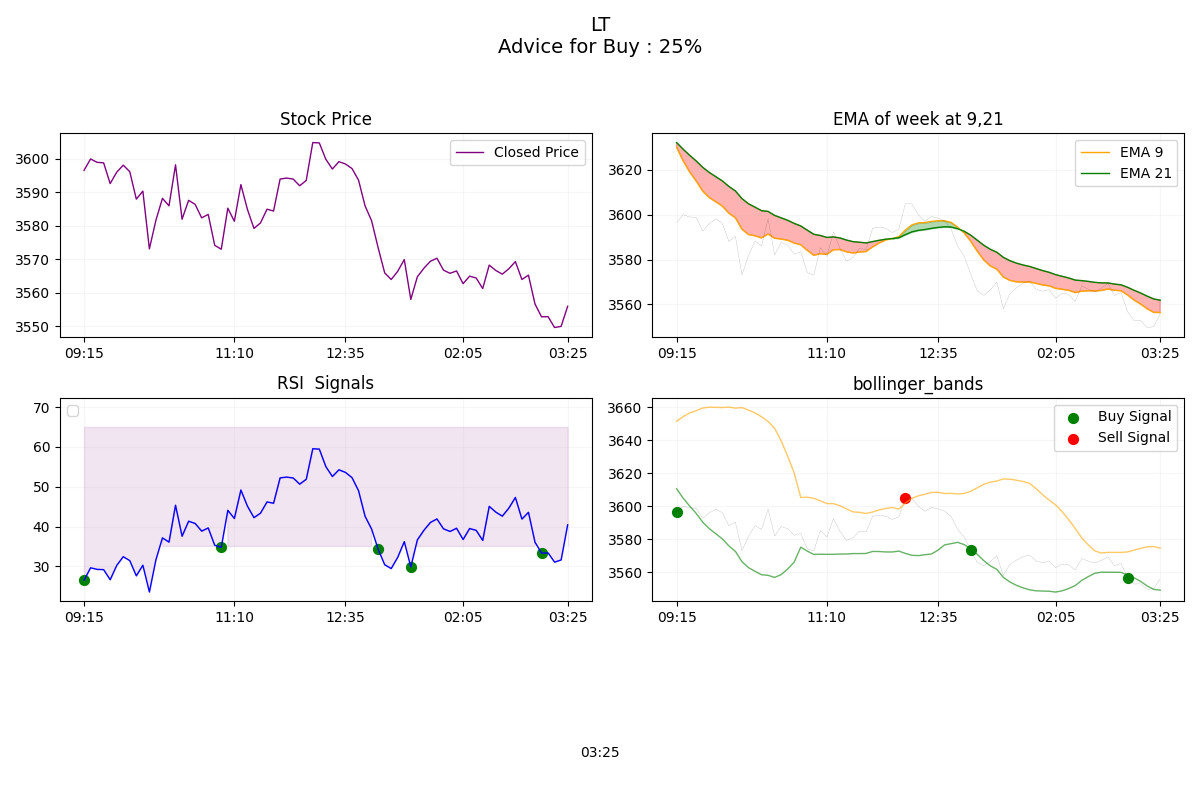 LT
Advice for Buy : 25%
Stock Price
3600
3590
3580
3570
3560
3550
Closed Price
09:15 11:10 12:35 02:05 03:25
EMA of week at 9,21
3620
3600
3580
3560
EMA 9
EMA 21
09:15 11:10 12:35 02:05 03:25
RSI  Signals
70
60
50
40
30
09:15 11:10 12:35 02:05 03:25
bollinger_bands
3660
3640
3620
3600
3580
3560
Buy Signal
Sell Signal
09:15 11:10 12:35 02:05 03:25
03:25